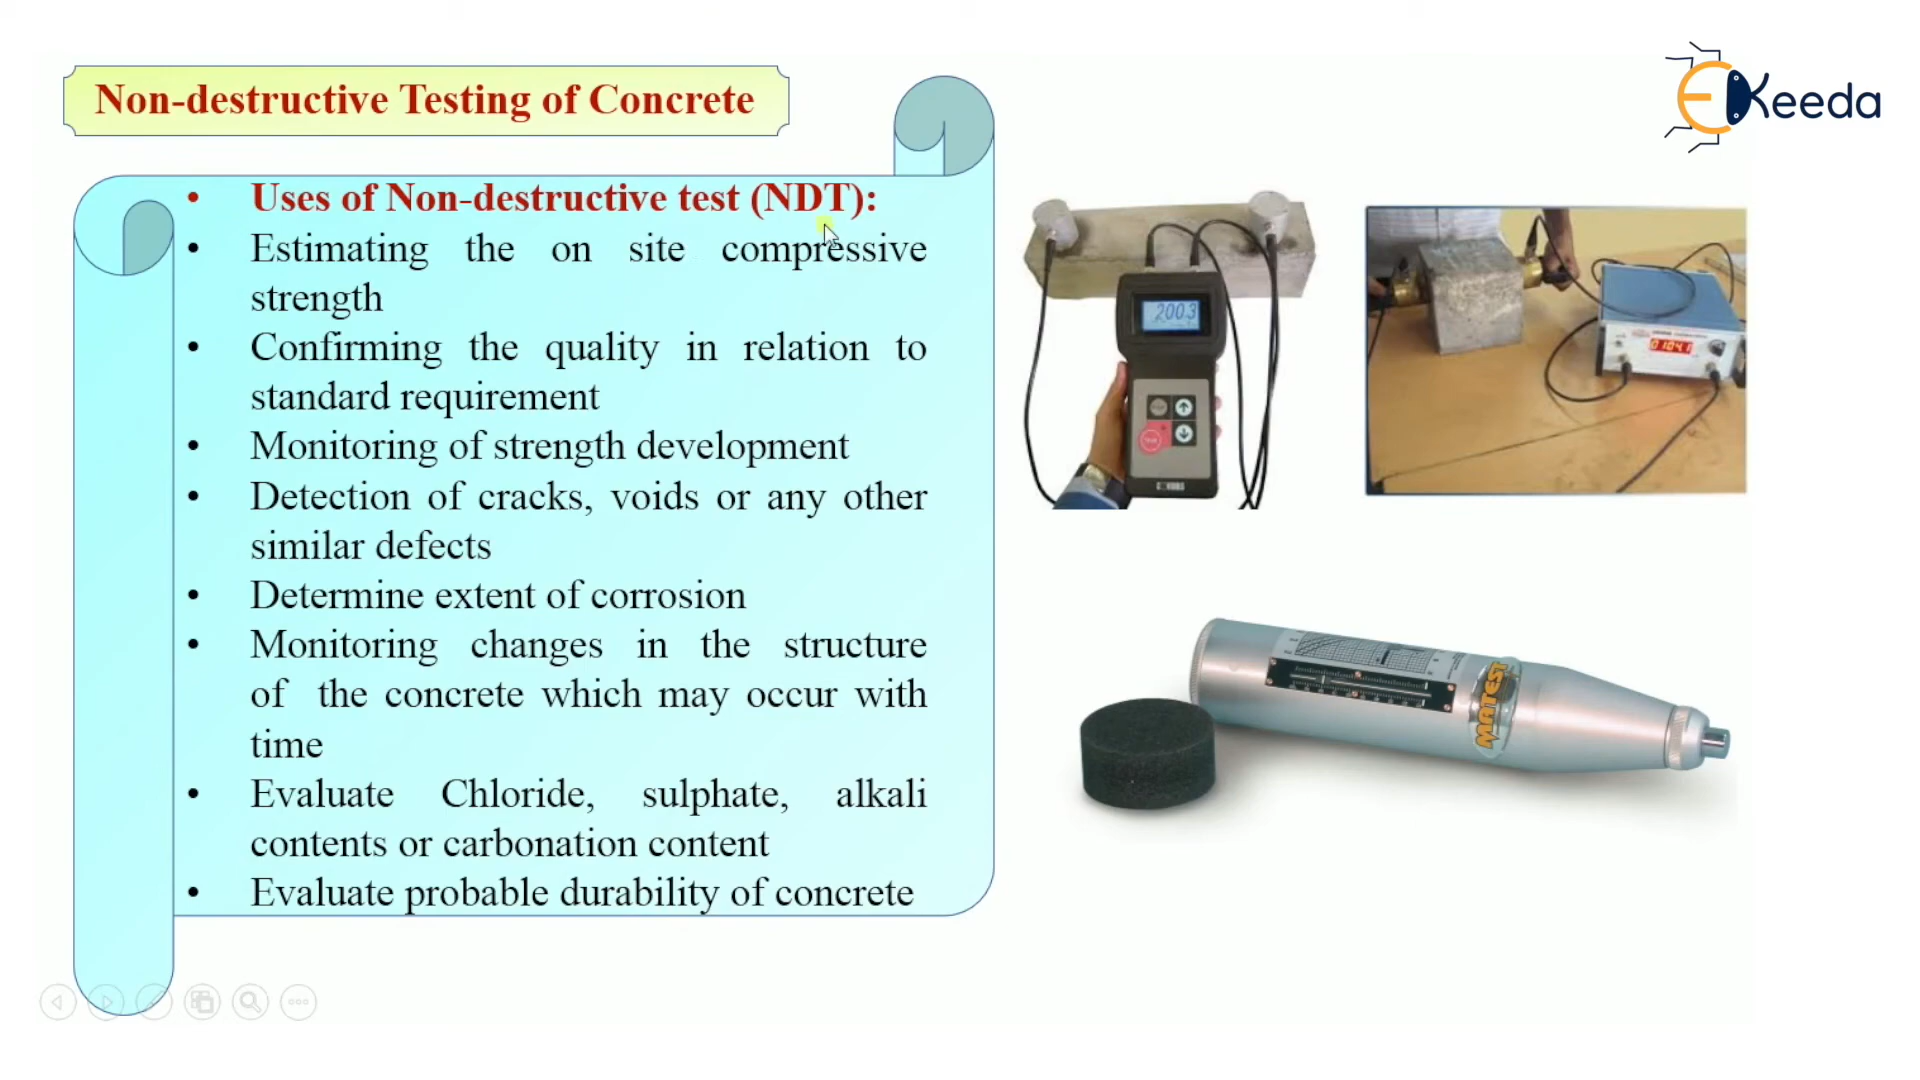 Non-destructive Testing of Concrete
EKeeda
• Uses of Non-destructive test (NDT):
• Estimating the on site compressive
strength
• Confirming the quality in relation to
standard requirement
• Monitoring of strength development
• Detection of cracks, voids or any other
similar defects
• Determine extent of corrosion
• Monitoring changes in the structure
of the concrete which may occur with
time
• Evaluate Chloride, sulphate, alkali
contents or carbonation content
• Evaluate probable durability of concrete
200.3
MATEST